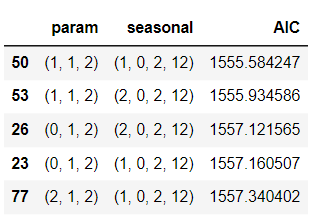 param seasonal AIC
50 (1, 1, 2) (1, 0, 2, 12) 1555.584247
53 (1, 1, 2) (2, 0, 2, 12) 1555.934586
26 (0, 1, 2) (2, 0, 2, 12) 1557.121565
23 (0, 1, 2) (1, 0, 2, 12) 1557.160507
77 (2, 1, 2) (1, 0, 2, 12) 1557.340402